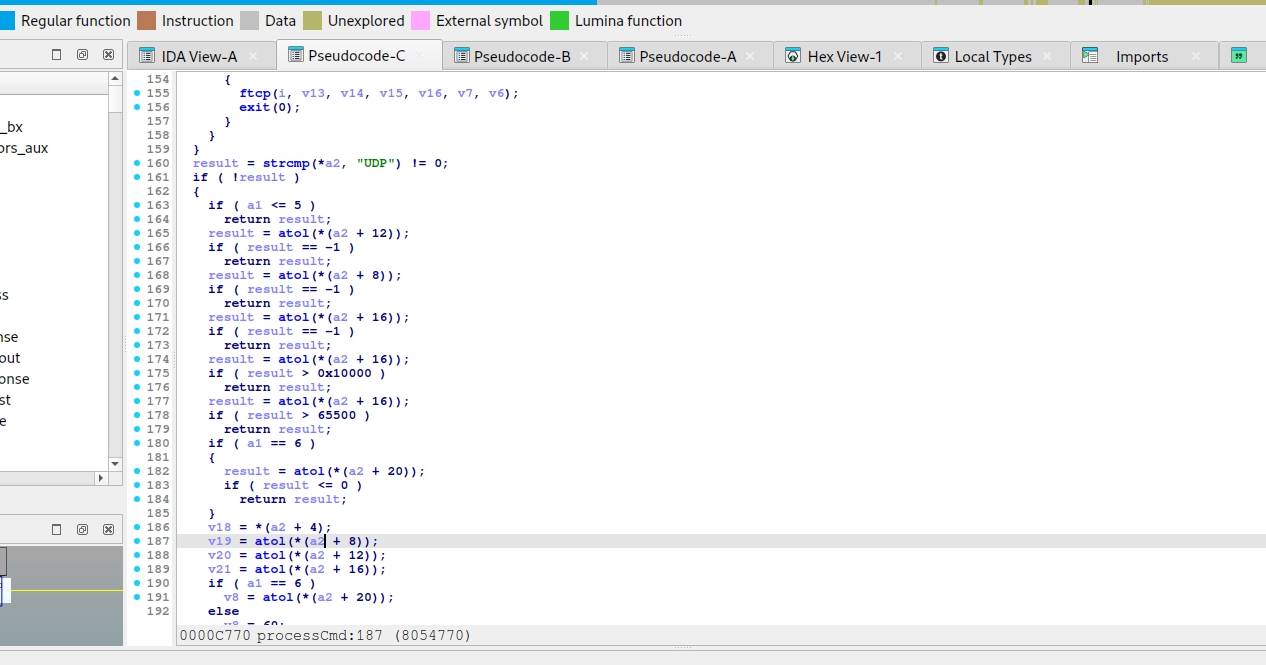 Regular function Instruction Data Unexplored External symbol Lumina function
IDA View-A Pseudocode-C Pseudocode-B Pseudocode-A Hex View-1 Local Types Imports
_bx
ors_aux
out
onse
st
e
154 {
155 ftcp(i, v13, v14, v15, v16, v7, v6);
156 exit(0);
157 }
158 }
159 }
160 result = strcmp(*a2, "UDP") != 0;
161 if ( !result )
162 {
163 if ( a1 <= 5 )
164 return result;
165 result = atol(*(a2 + 12));
166 if ( result == -1 )
167 return result;
168 result = atol(*(a2 + 8));
169 if ( result == -1 )
170 return result;
171 result = atol(*(a2 + 16));
172 if ( result == -1 )
173 return result;
174 result = atol(*(a2 + 16));
175 if ( result > 0x10000 )
176 return result;
177 result = atol(*(a2 + 16));
178 if ( result > 65500 )
179 return result;
180 if ( a1 == 6 )
181 {
182 result = atol(*(a2 + 20));
183 if ( result <= 0 )
184 return result;
185 }
186 v18 = *(a2 + 4);
187 v19 = atol(*(a2 + 8));
188 v20 = atol(*(a2 + 12));
189 v21 = atol(*(a2 + 16));
190 if ( a1 == 6 )
191 v8 = atol(*(a2 + 20));
192 else
0000C770 processCmd:187 (8054770)